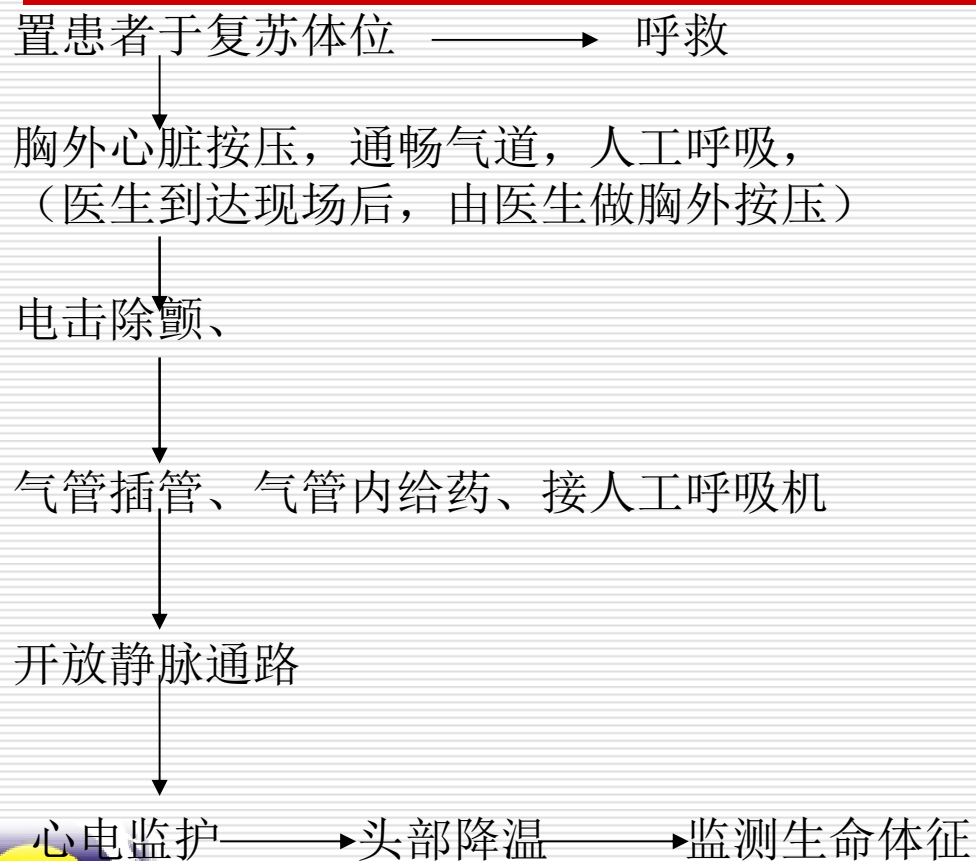 置患者于复苏体位 呼救
胸外心脏按压，通畅气道，人工呼吸，
（医生到达现场后，由医生做胸外按压）
电击除颤、
气管插管、气管内给药、接人工呼吸机
开放静脉通路
心电监护 头部降温 监测生命体征